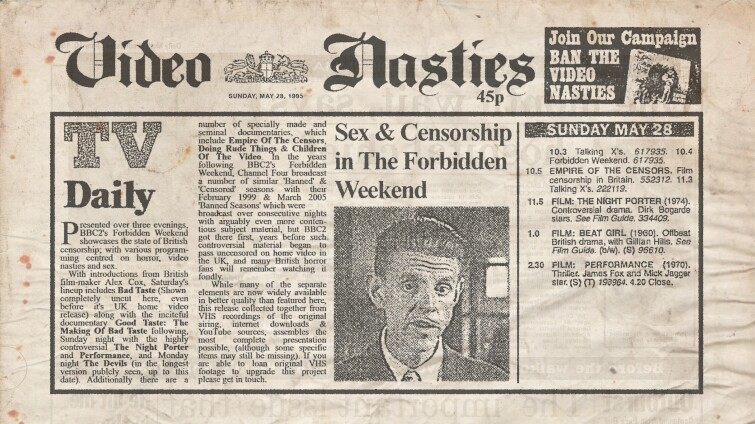 Video Nasties
SUNDAY, MAY 28, 1995
45p
Join Our Campaign
BAN THE
VIDEO
NASTIES
TV
Daily
Presented over three evenings,
BBC2's Forbidden Weekend
showcases the state of British
censorship; with various program-
ming centred on horror, video
nasties and sex.
With introductions from British
film-maker Alex Cox, Saturday's
lineup includes Bad Taste (Shown
completely uncut here, even
before it's UK home video
release) along with the inciteful
documentary Good Taste: The
Making Of Bad Taste following,
Sunday night with the highly
controversial The Night Porter
and Performance, and Monday
night The Devils (in the longest
version publey seen, up to this
date). Additionally there are a
number of specially made and
seminal documentaries, which
include Empire Of The Censors,
Doing Rude Things & Children
Of The Video. In the years
following BBC2's Forbidden
Weekend, Channel Four broadcast
a number of similar 'Banned' &
'Censored' seasons with their
February 1999 & March 2005
'Banned Seasons' which were
broadcast over consecutive nights
with arguably even more conten-
tious subject material, but BBC2
got there first, years before such
controversial material began to
pass uncensored on home video in
the UK, and many British horror
fans will remember watching it
fondly.
While many of the separate
elements are now widely available
in better quality than featured here,
this release collected together from
VHS recordings of the original
airing, internet downloads &
YouTube sources, assembles the
most complete presentation
possible, (although some specific
items may still be missing). If you
are able to loan original VHS
footage to upgrade this project
please get in touch.
Sex & Censorship
in The Forbidden
Weekend
SUNDAY MAY 28
10.3 Talking X's. 617935. 10.4
Forbidden Weekend. 617935.
10.5 EMPIRE OF THE CENSORS. Film
censorship in Britain. 552312. 11.3
Talking X's. 222119.
11.5 FILM: THE NIGHT PORTER (1974).
Controversial drama. Dirk Bogarde
stars. See Film Guide. 334409.
1.0 FILM: BEAT GIRL (1960). Offbeat
British drama, with Gillian Hills. See
Film Guide. (b/w). (S) 96610.
2.30 FILM: PERFORMANCE (1970).
Thriller. James Fox and Mick Jagger
star. (S) (T) 193964. 4.20 Close.